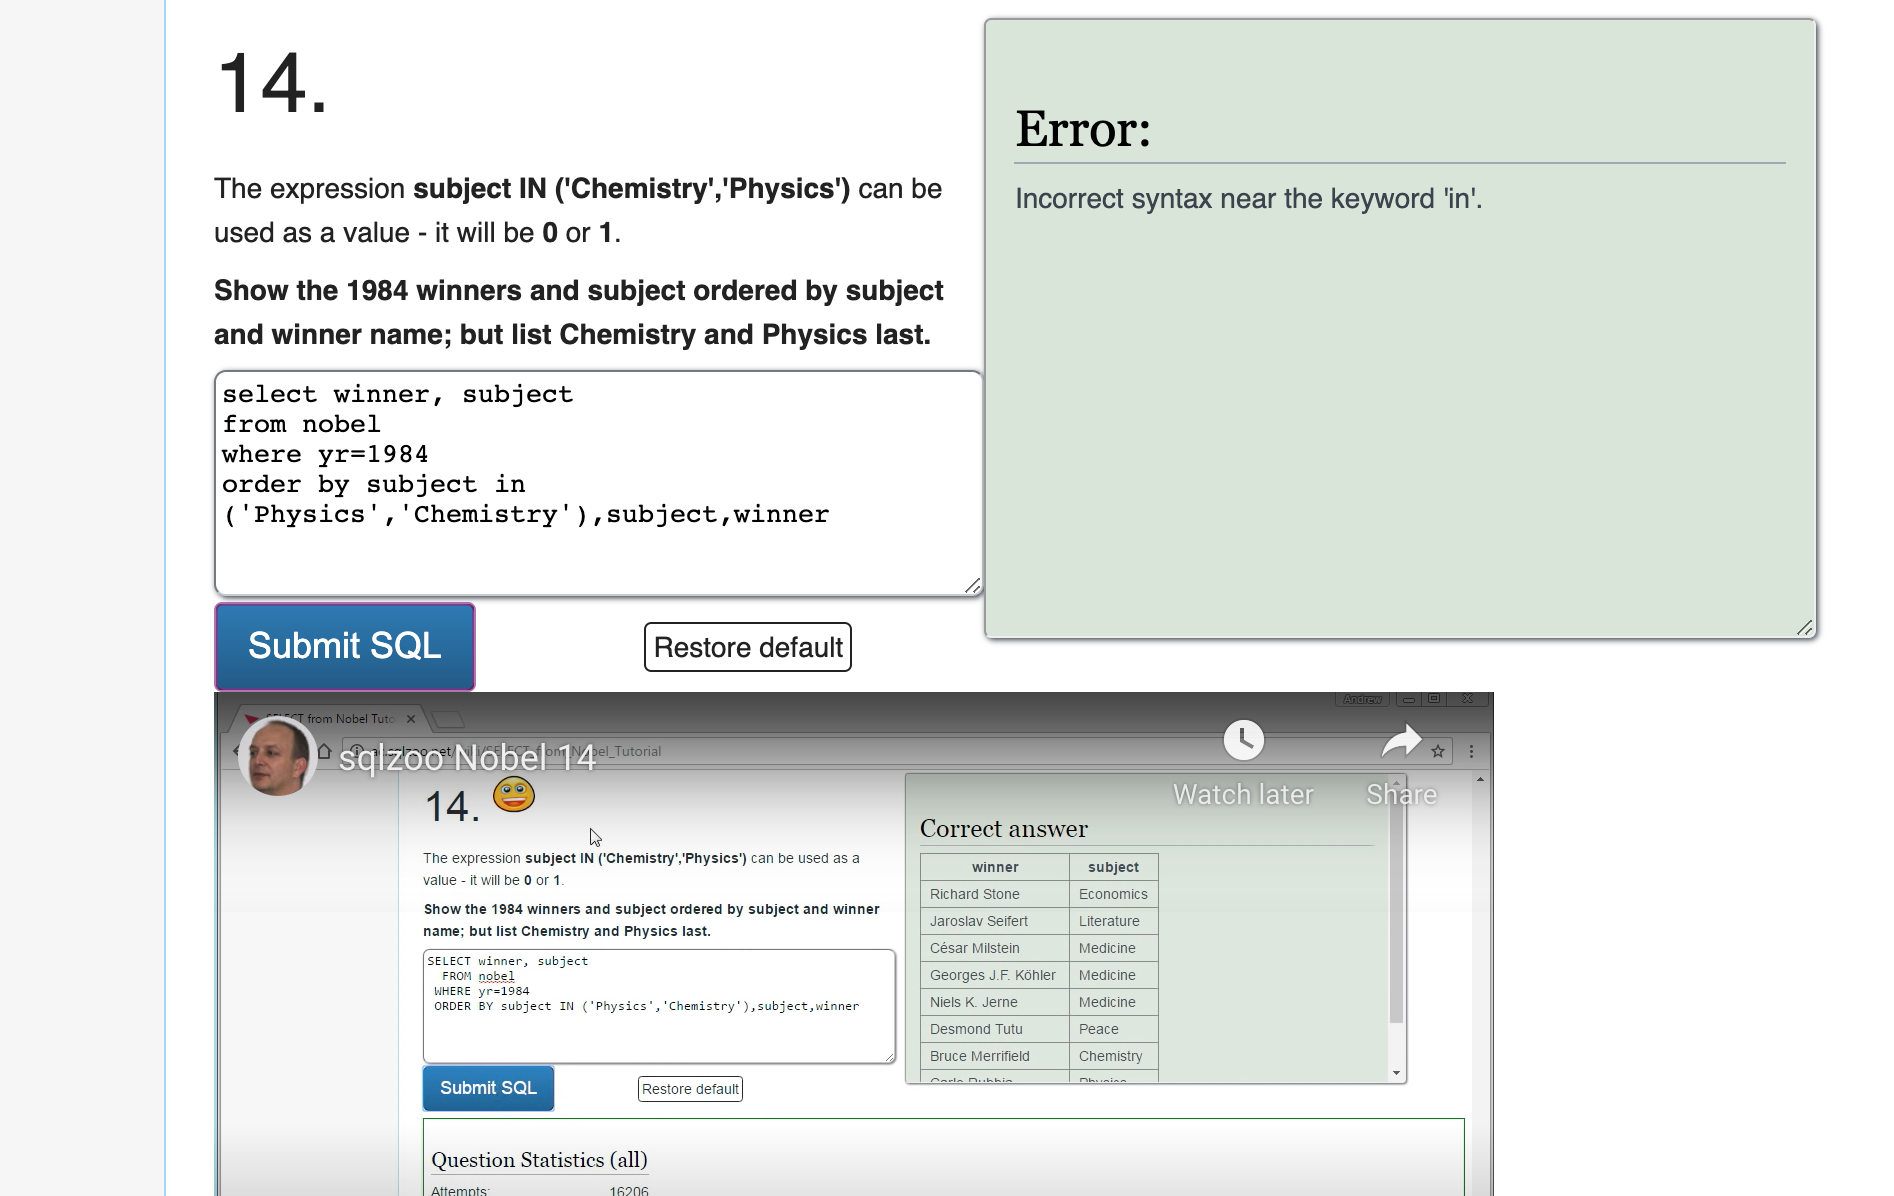 14.
The expression subject IN ('Chemistry','Physics') can be
used as a value - it will be 0 or 1.
Show the 1984 winners and subject ordered by subject
and winner name; but list Chemistry and Physics last.
select winner, subject
from nobel
where yr=1984
order by subject in
('Physics','Chemistry'),subject,winner
Submit SQL
Restore default
Error:
Incorrect syntax near the keyword 'in'.
Andrew
SELECT from Nobel Tuto
sqlzoo Nobel 14
Watch later
Share
14.
The expression subject IN ('Chemistry','Physics') can be used as a
value - it will be 0 or 1.
Show the 1984 winners and subject ordered by subject and winner
name; but list Chemistry and Physics last.
SELECT winner, subject
FROM nobel
WHERE yr=1984
ORDER BY subject IN ('Physics','Chemistry'),subject,winner
Submit SQL
Restore default
Correct answer
winner subject
Richard Stone Economics
Jaroslav Seifert Literature
César Milstein Medicine
Georges J.F. Köhler Medicine
Niels K. Jerne Medicine
Desmond Tutu Peace
Bruce Merrifield Chemistry
Question Statistics (all)
Attempts: 16206